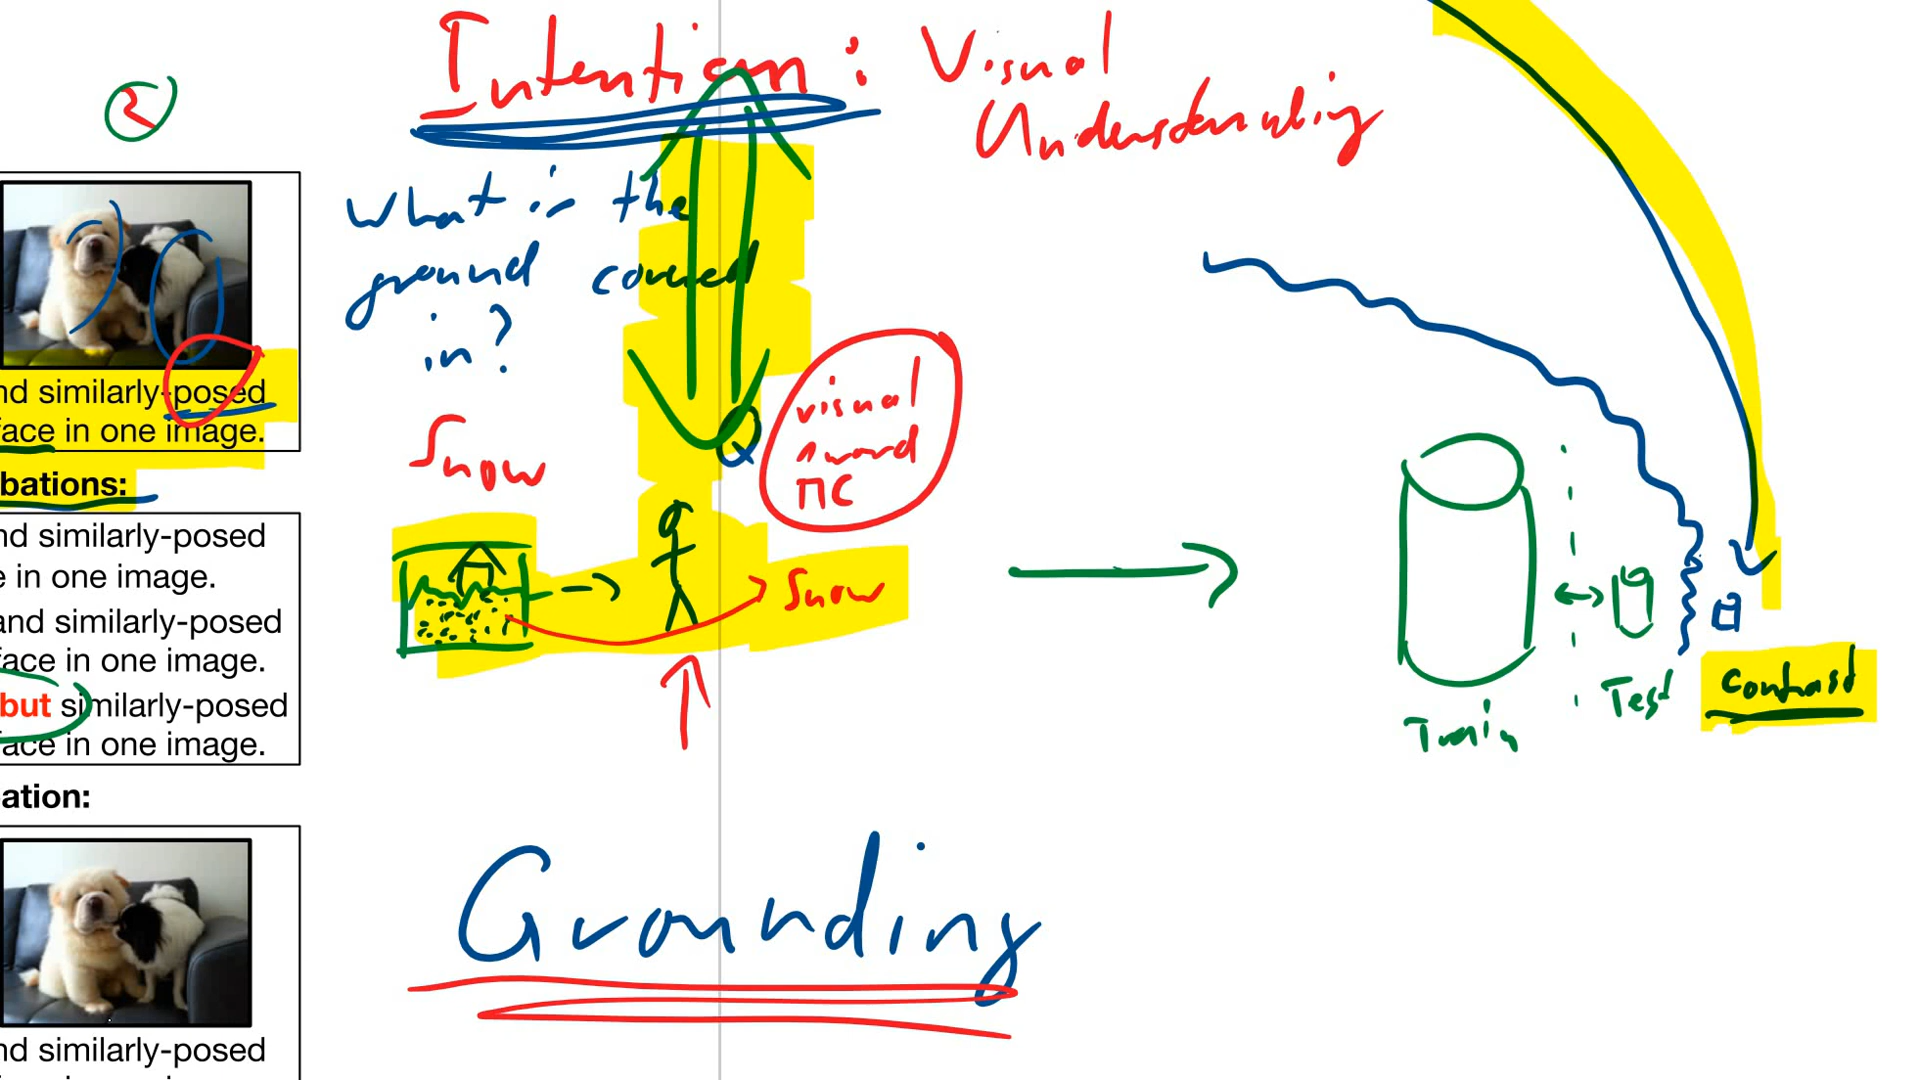 2
nd similarly-posed
face in one image.
bations:
nd similarly-posed
e in one image.
and similarly-posed
face in one image.
but similarly-posed
face in one image.
ation:
nd similarly-posed
Intention: Visual
Understanding
What is the
ground covered
in?
Snow
Q
visual
MC
Snow
Train
Test
Contrast
Grounding